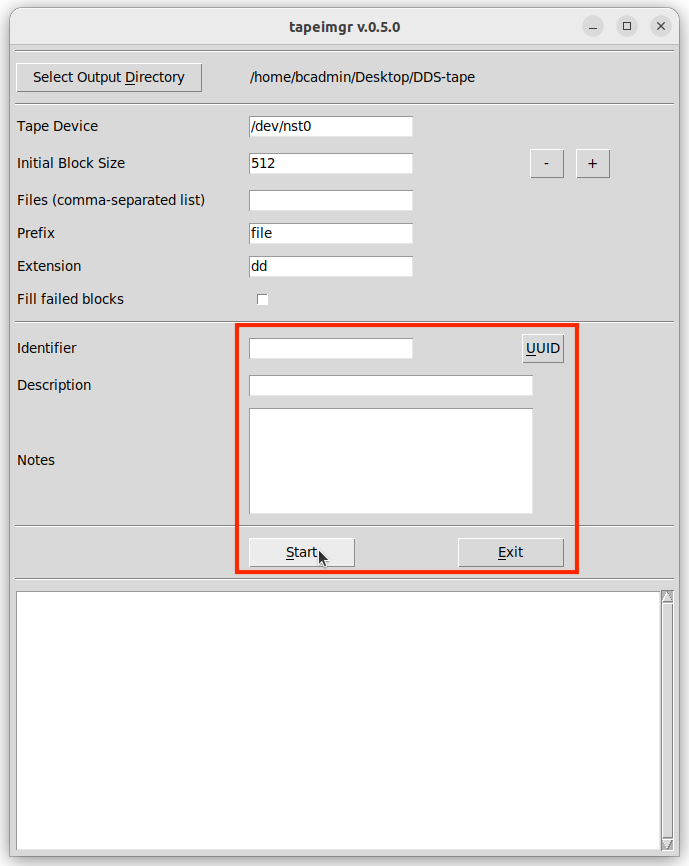 tapeimgr v.0.5.0
Select Output Directory /home/bcadmin/Desktop/DDS-tape
Tape Device /dev/nst0
Initial Block Size 512 - +
Files (comma-separated list)
Prefix file
Extension dd
Fill failed blocks
Identifier UUID
Description
Notes
Start Exit